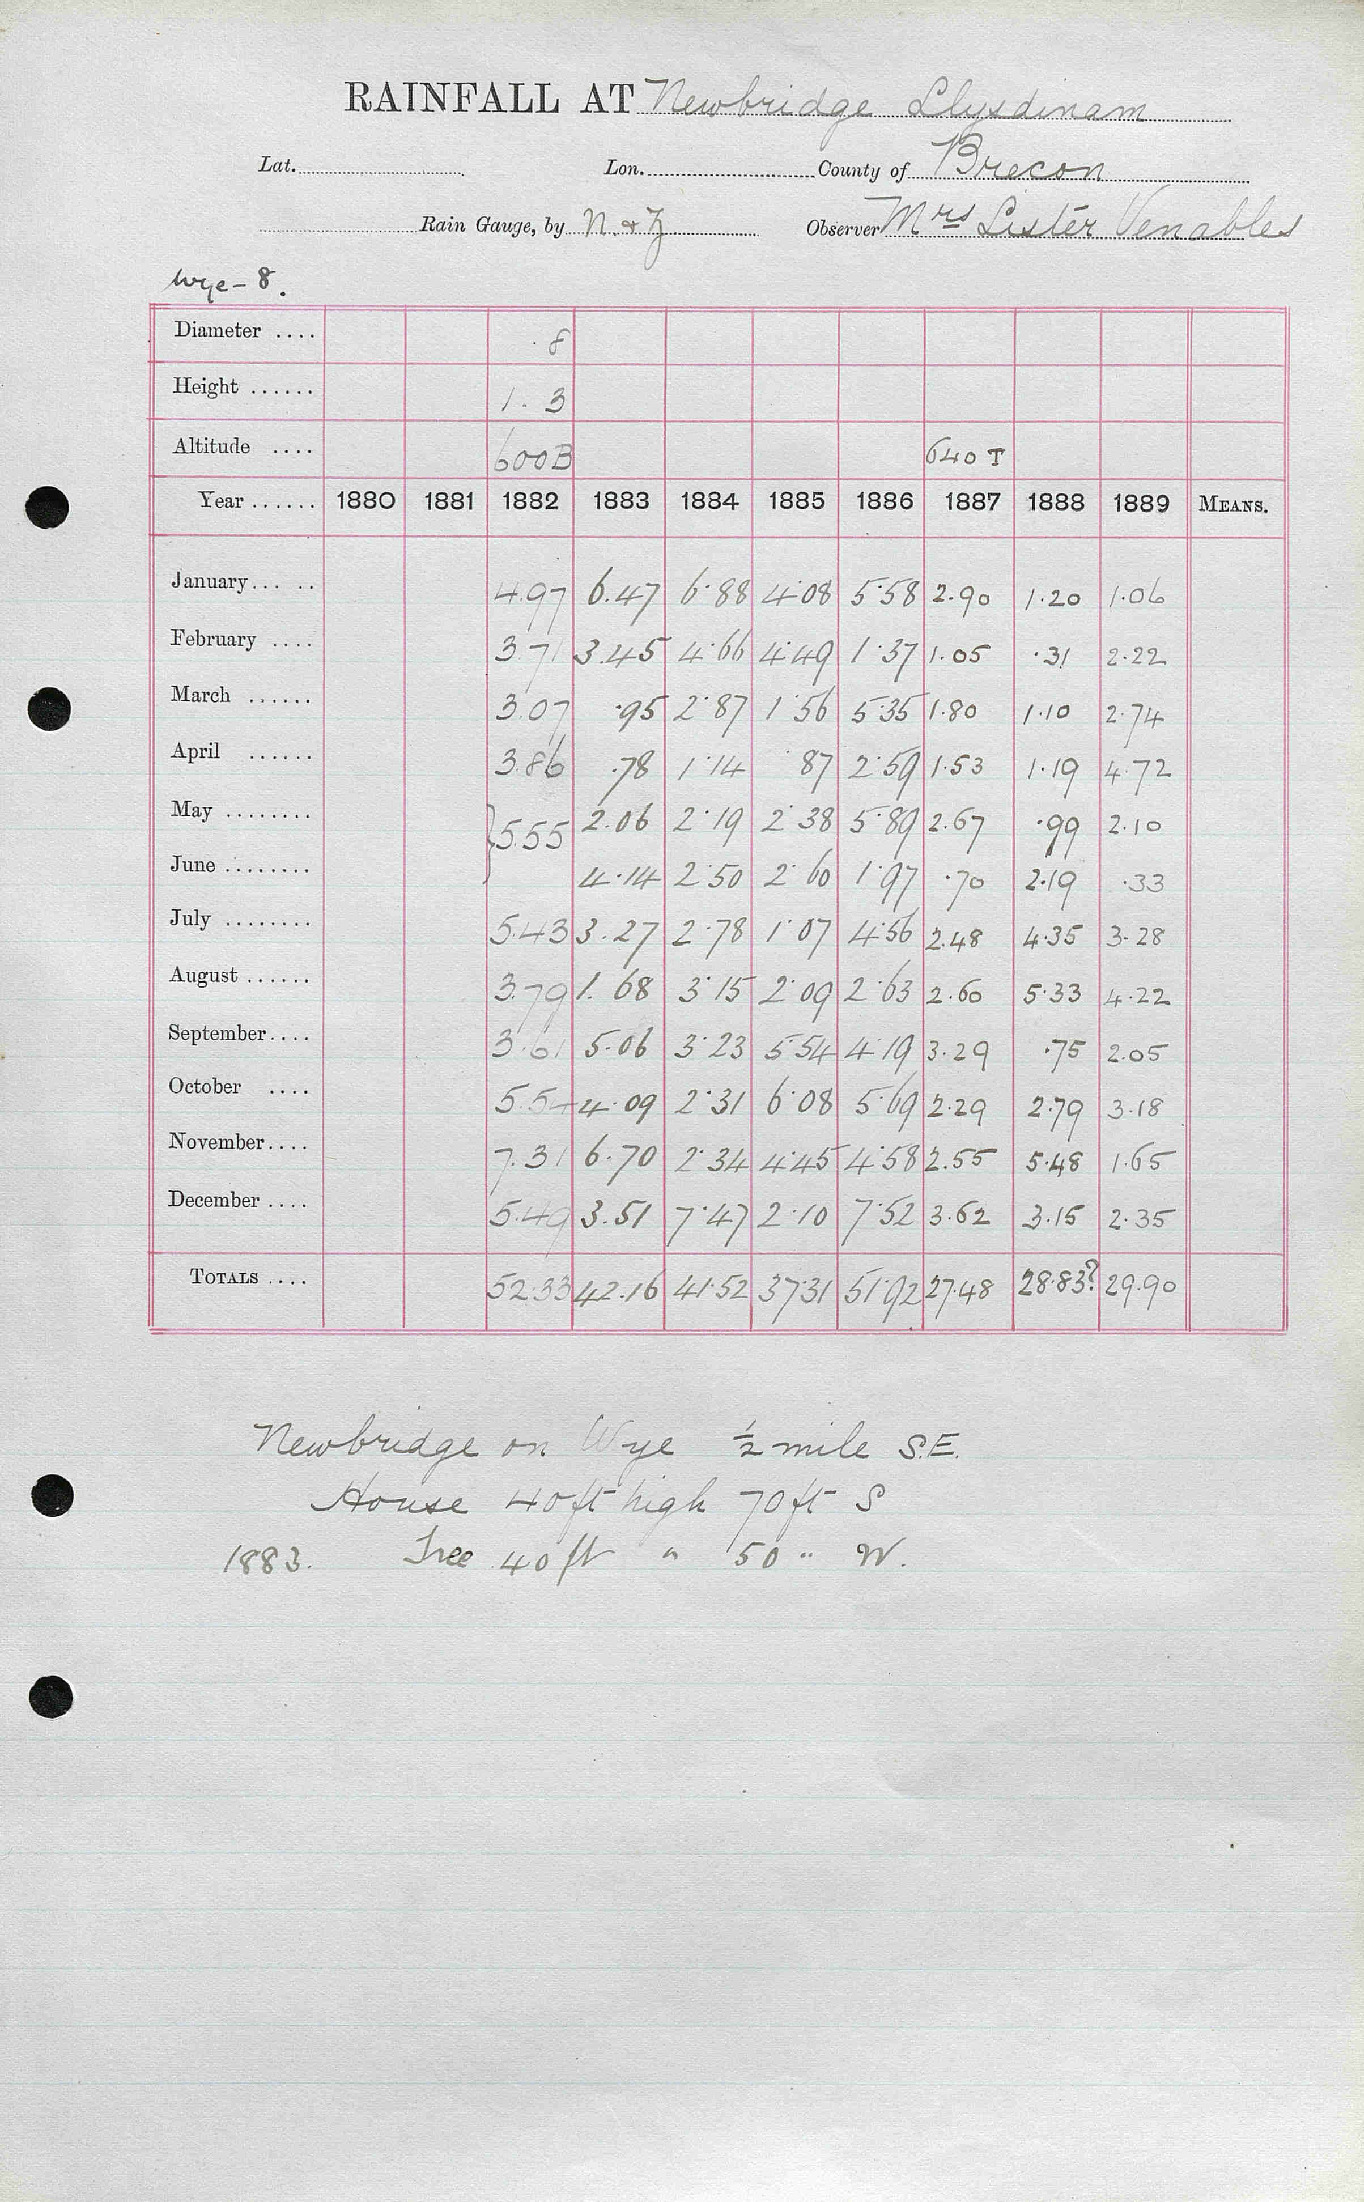 RAINFALL AT Newbridge Llysdinam
Lat. Lon. County of Brecon
Rain Gauge, by N. & Z Observer Mrs Lister Venables
Wye - 8.
Diameter .... 8
Height ...... 1. 3
Altitude .... 600B 640 T
Year ...... 1880 1881 1882 1883 1884 1885 1886 1887 1888 1889 MEANS.
January... .. 4.97 6.47 6.88 4.08 5.58 2.90 1.20 1.06
February .... 3.71 3.45 4.66 4.49 1.37 1.05 .31 2.22
March ...... 3.07 .95 2.87 1.56 5.35 1.80 1.10 2.74
April ...... 3.86 .78 1.14 .87 2.59 1.53 1.19 4.72
May ........ } 5.55 2.06 2.19 2.38 5.89 2.67 .99 2.10
June ........ 4.14 2.50 2.60 1.97 .70 2.19 .33
July ........ 5.43 3.27 2.78 1.07 4.56 2.48 4.35 3.28
August ...... 3.79 1.68 3.15 2.09 2.63 2.60 5.33 4.22
September.... 3.61 5.06 3.23 5.54 4.19 3.29 .75 2.05
October .... 5.54 4.09 2.31 6.08 5.69 2.29 2.79 3.18
November.... 7.31 6.70 2.34 4.45 4.58 2.55 5.48 1.65
December .... 5.49 3.51 7.47 2.10 7.52 3.62 3.15 2.35
TOTALS .... 52.33 42.16 41.52 37.31 51.92 27.48 28.83? 29.90
Newbridge on Wye ½ mile S.E.
House 40ft high 70ft S
1883. Tree 40ft " 50 " W.